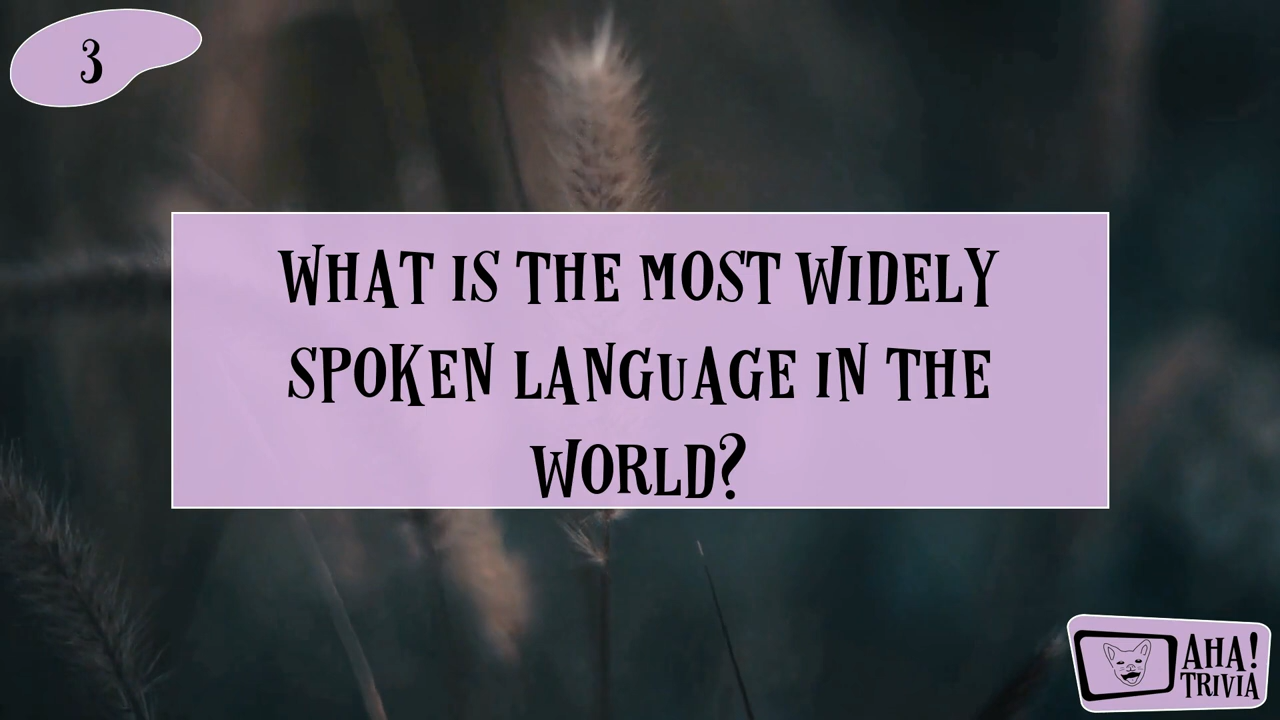 3
WHAT IS THE MOST WIDELY
SPOKEN LANGUAGE IN THE
WORLD?
AHA!
TRIVIA